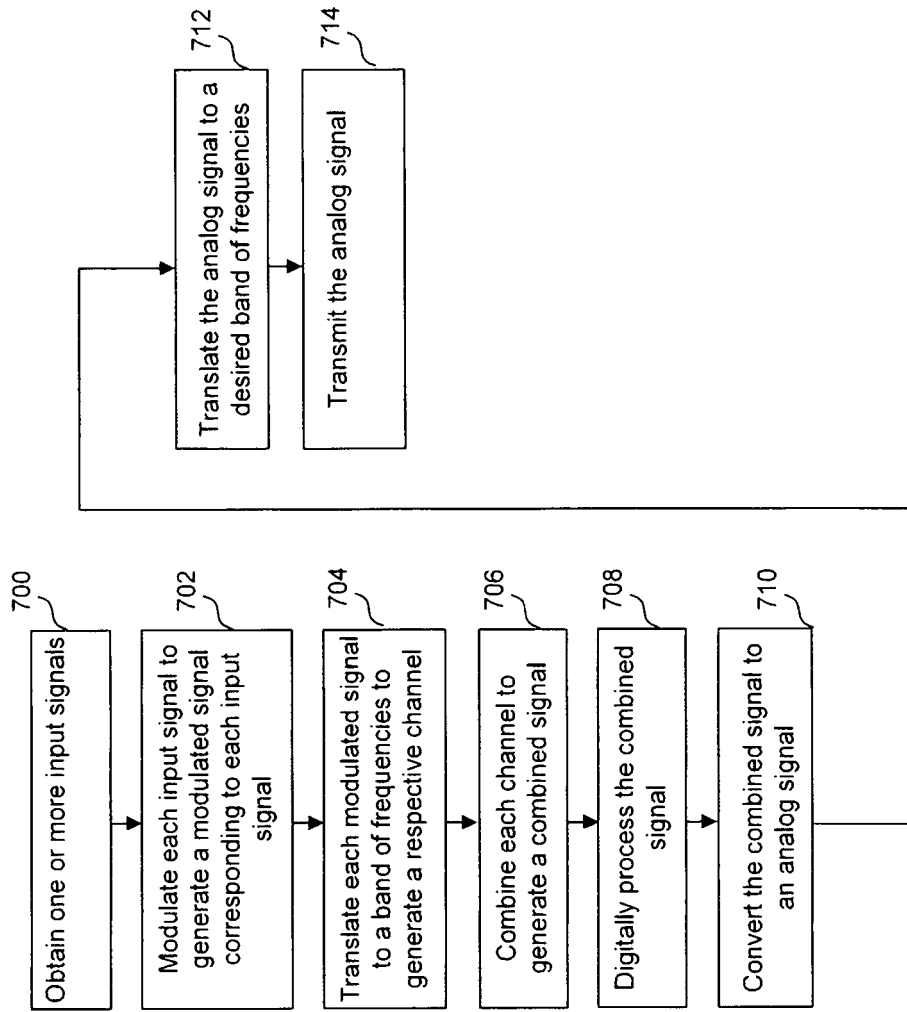 700
Obtain one or more input signals
702
Modulate each input signal to
generate a modulated signal
corresponding to each input
signal
704
Translate each modulated signal
to a band of frequencies to
generate a respective channel
706
Combine each channel to
generate a combined signal
708
Digitally process the combined
signal
710
Convert the combined signal to
an analog signal
712
Translate the analog signal to a
desired band of frequencies
714
Transmit the analog signal